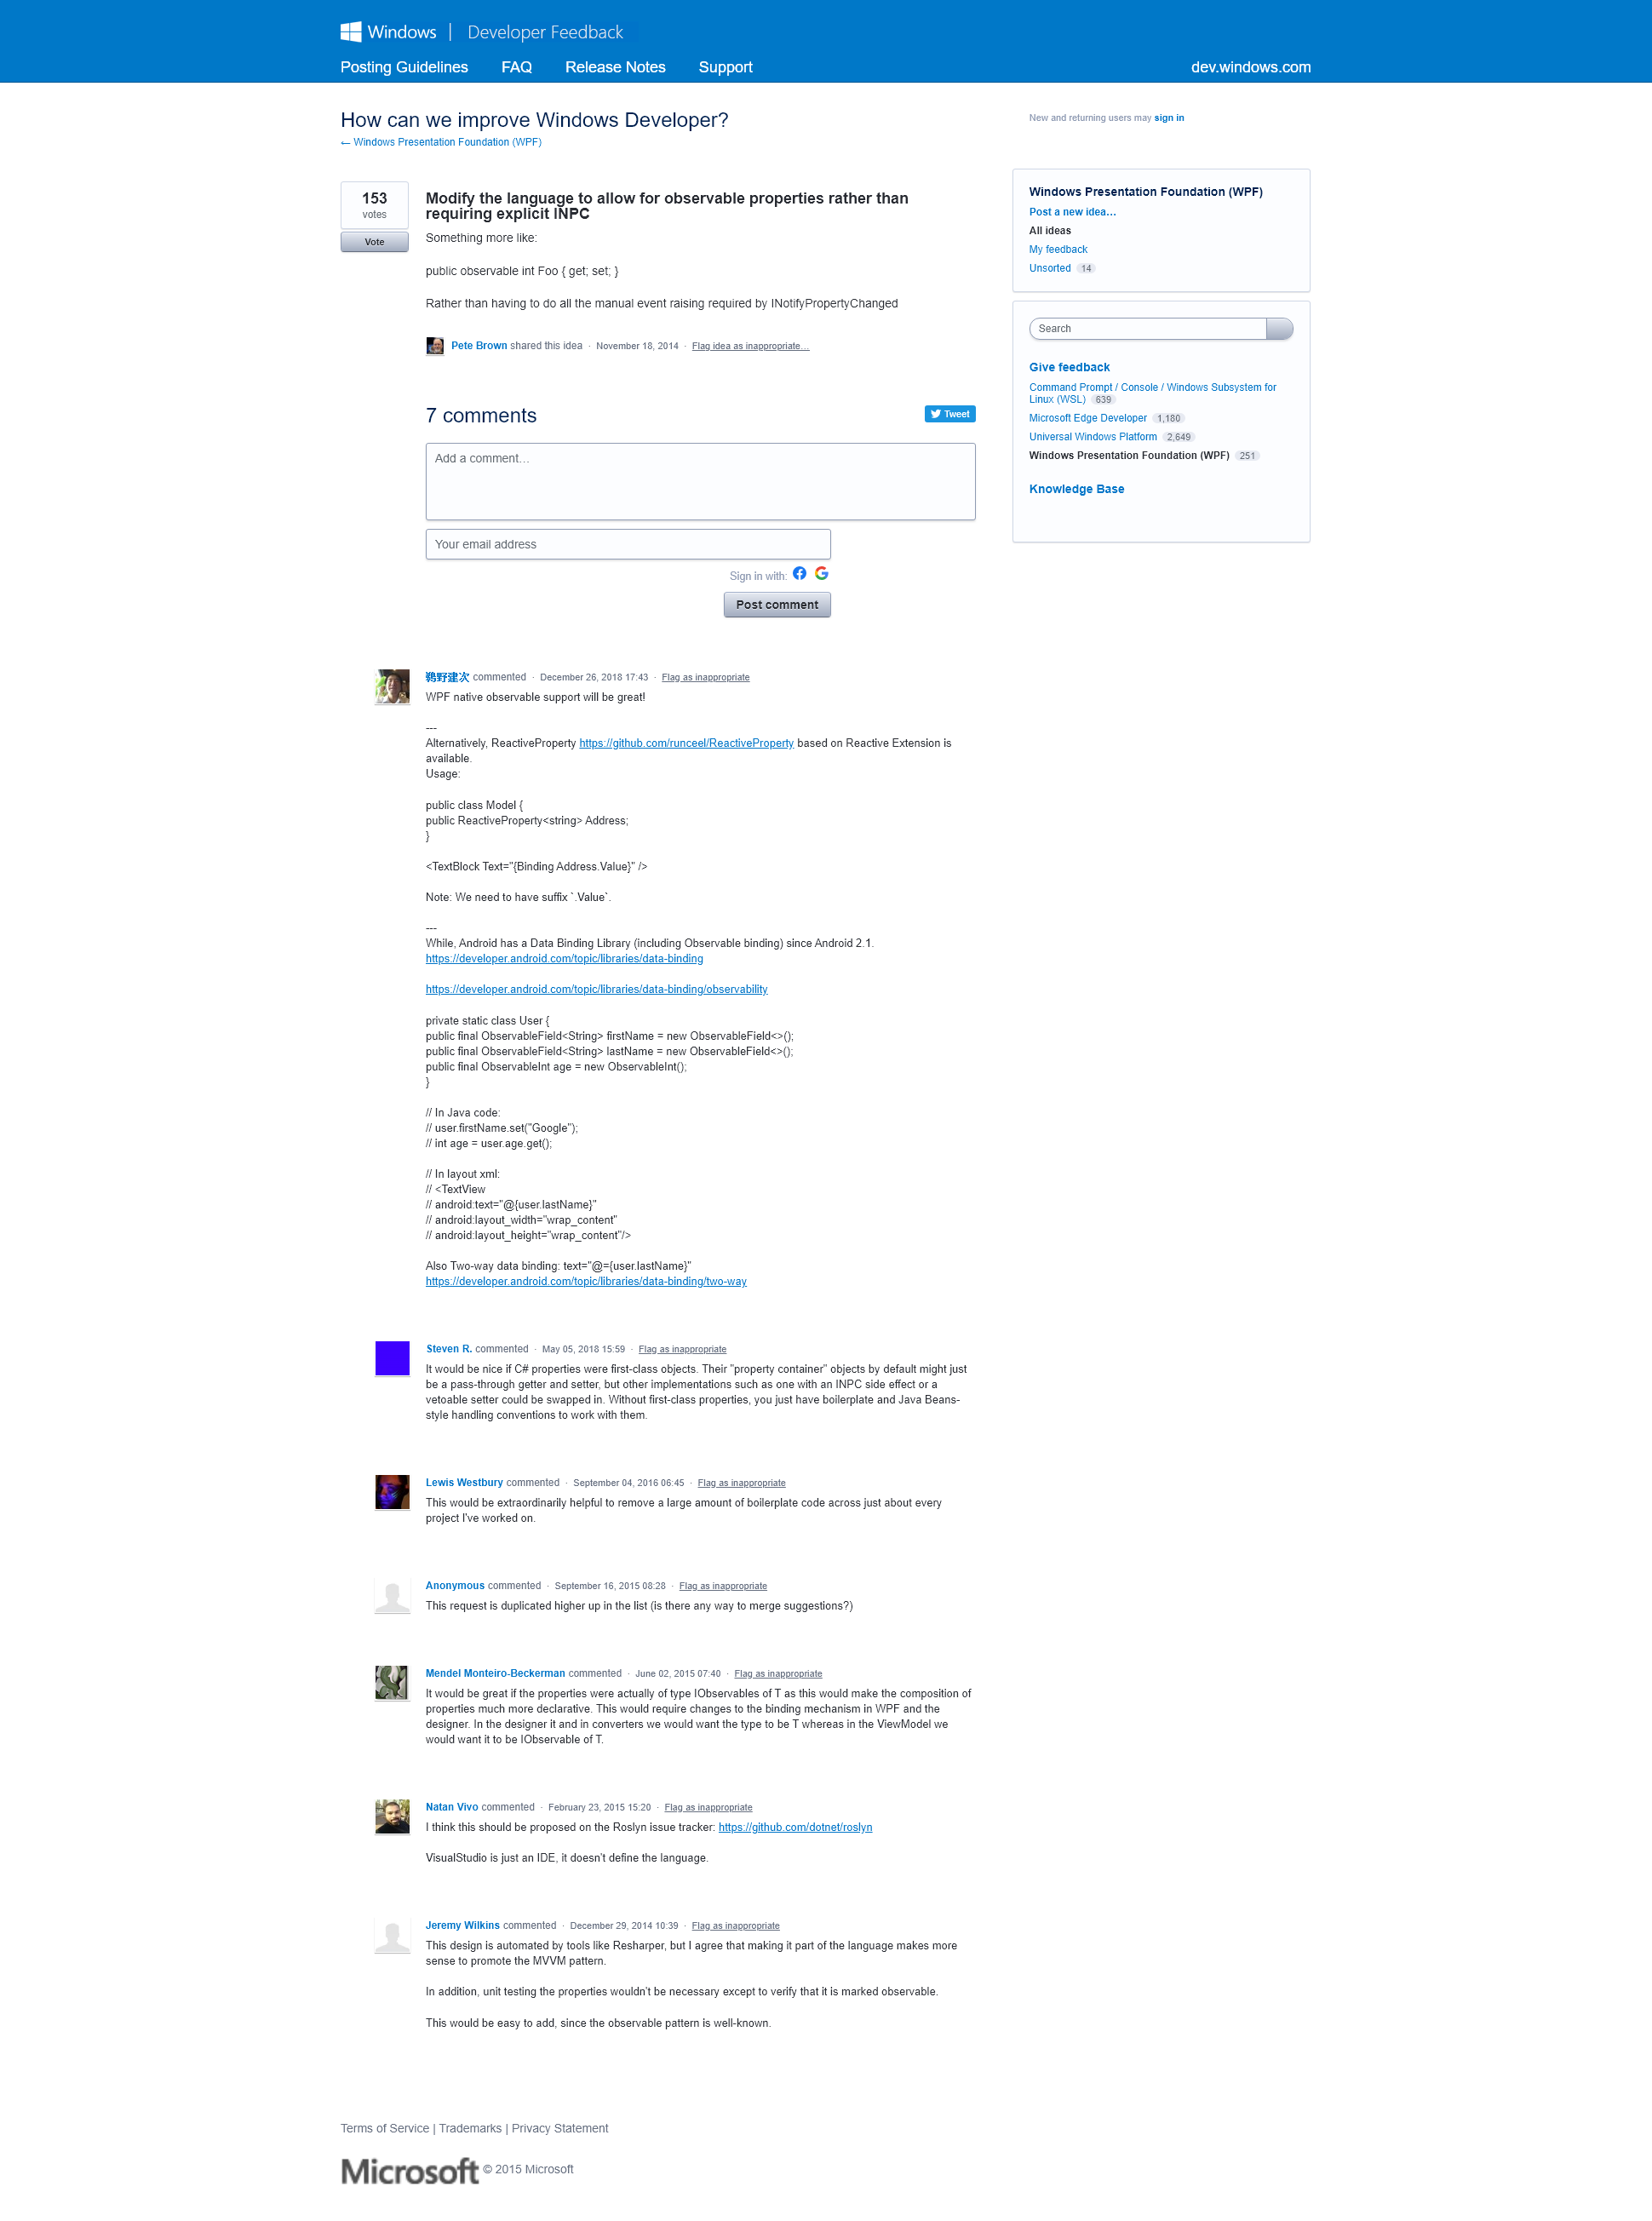 Windows | Developer Feedback
Posting Guidelines FAQ Release Notes Support dev.windows.com
How can we improve Windows Developer?
← Windows Presentation Foundation (WPF)
New and returning users may sign in
153
votes
Vote
Modify the language to allow for observable properties rather than
requiring explicit INPC
Something more like:
public observable int Foo { get; set; }
Rather than having to do all the manual event raising required by INotifyPropertyChanged
Pete Brown shared this idea · November 18, 2014 · Flag idea as inappropriate…
7 comments
Tweet
Add a comment…
Your email address
Sign in with:
Post comment
鵜野建次 commented · December 26, 2018 17:43 · Flag as inappropriate
WPF native observable support will be great!
---
Alternatively, ReactiveProperty https://github.com/runceel/ReactiveProperty based on Reactive Extension is
available.
Usage:
public class Model {
public ReactiveProperty<string> Address;
}
<TextBlock Text="{Binding Address.Value}" />
Note: We need to have suffix `.Value`.
---
While, Android has a Data Binding Library (including Observable binding) since Android 2.1.
https://developer.android.com/topic/libraries/data-binding
https://developer.android.com/topic/libraries/data-binding/observability
private static class User {
public final ObservableField<String> firstName = new ObservableField<>();
public final ObservableField<String> lastName = new ObservableField<>();
public final ObservableInt age = new ObservableInt();
}
// In Java code:
// user.firstName.set("Google");
// int age = user.age.get();
// In layout xml:
// <TextView
// android:text="@{user.lastName}"
// android:layout_width="wrap_content"
// android:layout_height="wrap_content"/>
Also Two-way data binding: text="@={user.lastName}"
https://developer.android.com/topic/libraries/data-binding/two-way
Steven R. commented · May 05, 2018 15:59 · Flag as inappropriate
It would be nice if C# properties were first-class objects. Their "property container" objects by default might just
be a pass-through getter and setter, but other implementations such as one with an INPC side effect or a
vetoable setter could be swapped in. Without first-class properties, you just have boilerplate and Java Beans-
style handling conventions to work with them.
Lewis Westbury commented · September 04, 2016 06:45 · Flag as inappropriate
This would be extraordinarily helpful to remove a large amount of boilerplate code across just about every
project I've worked on.
Anonymous commented · September 16, 2015 08:28 · Flag as inappropriate
This request is duplicated higher up in the list (is there any way to merge suggestions?)
Mendel Monteiro-Beckerman commented · June 02, 2015 07:40 · Flag as inappropriate
It would be great if the properties were actually of type IObservables of T as this would make the composition of
properties much more declarative. This would require changes to the binding mechanism in WPF and the
designer. In the designer it and in converters we would want the type to be T whereas in the ViewModel we
would want it to be IObservable of T.
Natan Vivo commented · February 23, 2015 15:20 · Flag as inappropriate
I think this should be proposed on the Roslyn issue tracker: https://github.com/dotnet/roslyn
VisualStudio is just an IDE, it doesn't define the language.
Jeremy Wilkins commented · December 29, 2014 10:39 · Flag as inappropriate
This design is automated by tools like Resharper, but I agree that making it part of the language makes more
sense to promote the MVVM pattern.
In addition, unit testing the properties wouldn't be necessary except to verify that it is marked observable.
This would be easy to add, since the observable pattern is well-known.
Windows Presentation Foundation (WPF)
Post a new idea…
All ideas
My feedback
Unsorted 14
Search
Give feedback
Command Prompt / Console / Windows Subsystem for
Linux (WSL) 639
Microsoft Edge Developer 1,180
Universal Windows Platform 2,649
Windows Presentation Foundation (WPF) 251
Knowledge Base
Terms of Service | Trademarks | Privacy Statement
Microsoft © 2015 Microsoft